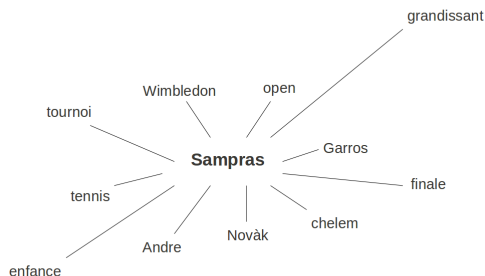 grandissant
Wimbledon
open
tournoi
Garros
Sampras
finale
tennis
chelem
Novàk
Andre
enfance